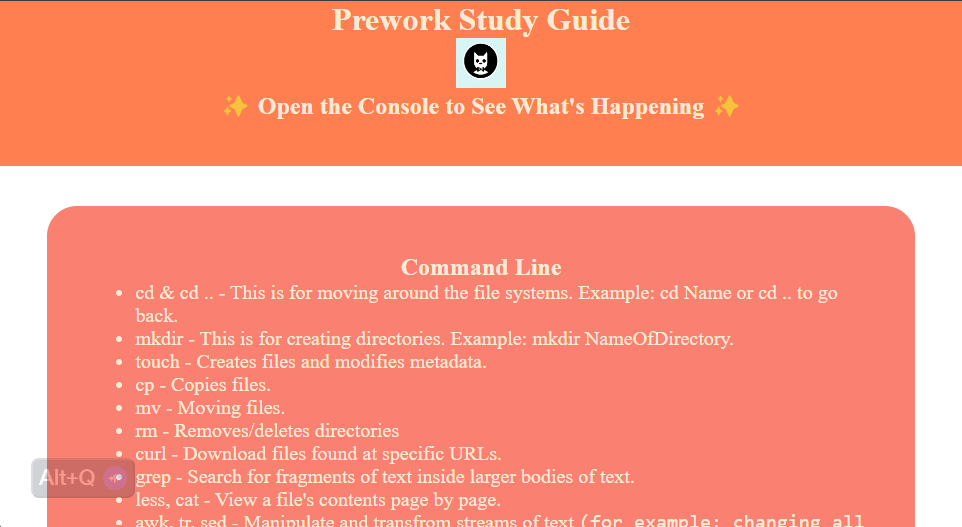 Prework Study Guide
✨ Open the Console to See What's Happening ✨
Command Line
cd & cd .. - This is for moving around the file systems. Example: cd Name or cd .. to go
back.
mkdir - This is for creating directories. Example: mkdir NameOfDirectory.
touch - Creates files and modifies metadata.
cp - Copies files.
mv - Moving files.
rm - Removes/deletes directories
curl - Download files found at specific URLs.
Alt+Q
grep - Search for fragments of text inside larger bodies of text.
less, cat - View a file's contents page by page.
awk, tr, sed - Manipulate and transfrom streams of text (for example: changing all